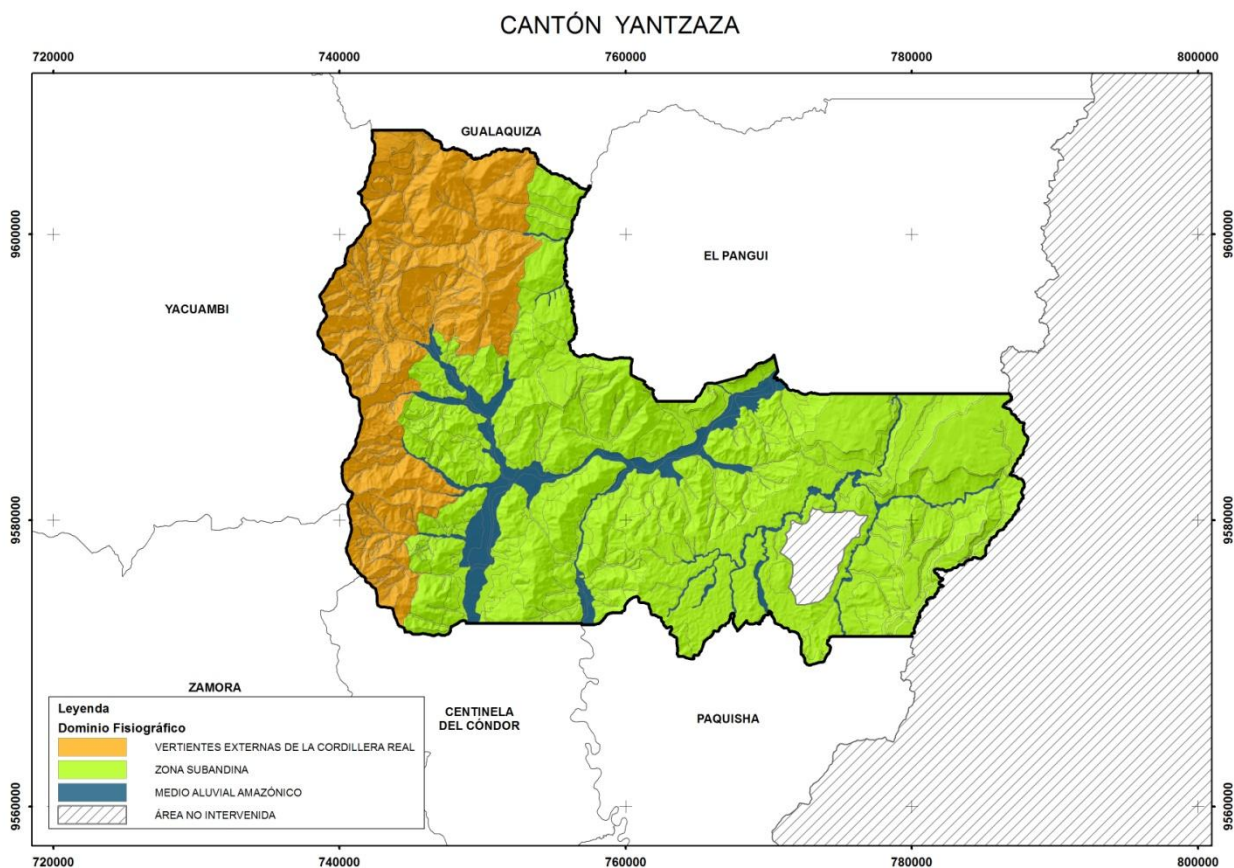 CANTÓN YANTZAZA
720000
740000
760000
780000
800000
GUALAQUIZA
9600000
9600000
EL PANGUI
YACUAMBI
9580000
9580000
ZAMORA
CENTINELA
DEL CÓNDOR
PAQUISHA
Leyenda
Dominio Fisiográfico
VERTIENTES EXTERNAS DE LA CORDILLERA REAL
ZONA SUBANDINA
MEDIO ALUVIAL AMAZÓNICO
ÁREA NO INTERVENIDA
9560000
9560000
720000
740000
760000
780000
800000